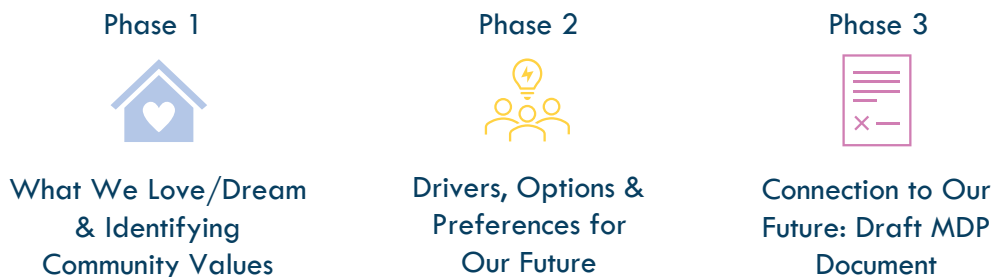 Phase 1
What We Love/Dream
& Identifying
Community Values
Phase 2
Drivers, Options &
Preferences for
Our Future
Phase 3
Connection to Our
Future: Draft MDP
Document